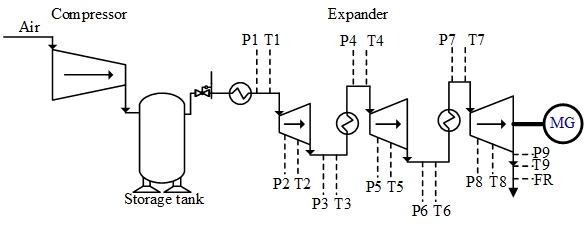 Compressor
Expander
Air
P1 T1
P4 T4
P7 T7
MG
P2 T2
P3 T3
P5 T5
P6 T6
P8 T8
P9
T9
FR
Storage tank